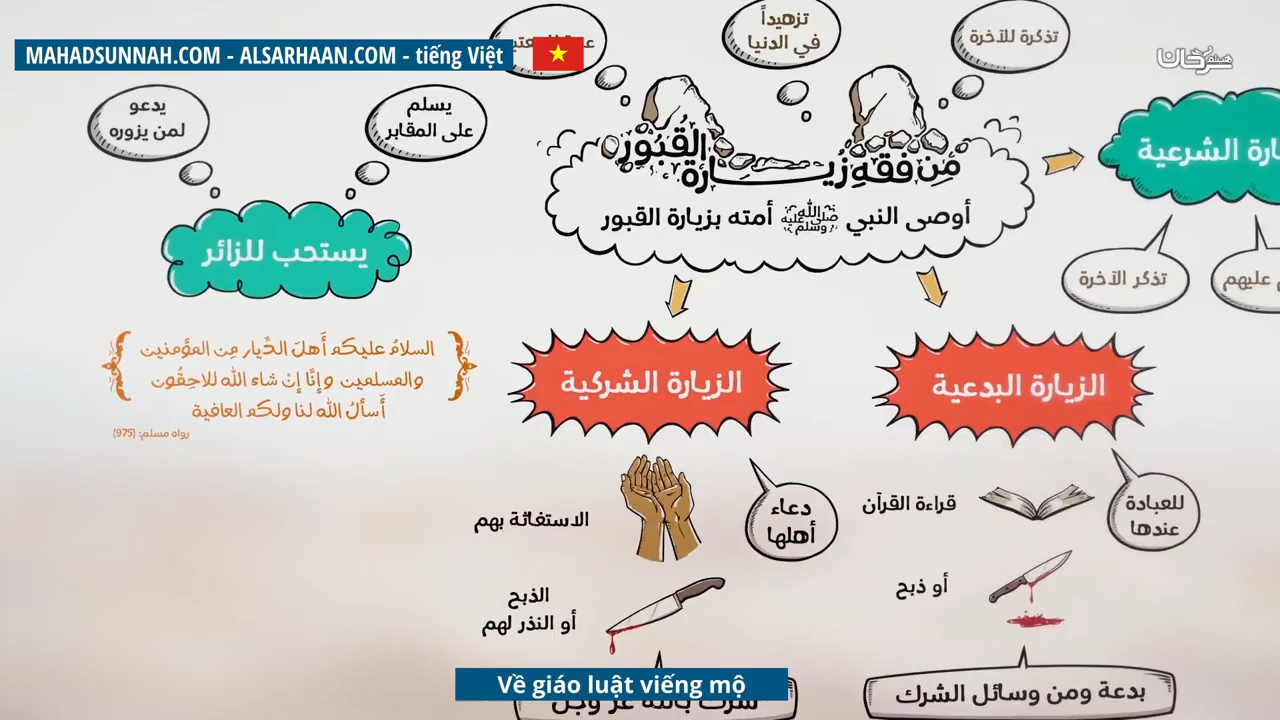 MAHADSUNNAH.COM - ALSARHAAN.COM - tiếng Việt
تزهيداً
في الدنيا
تذكرة للآخرة
يدعو
لمن يزوره
يسلم
على المقابر
يستحب للزائر
من فقه زيارة القبور
أوصى النبي ﷺ أمته بزيارة القبور
تذكر الآخرة
السلامُ عليكم أَهلَ الدِّيار مِن المؤمنين
والمسلمين وإنَّا إنْ شاء الله للاحِقُون
أَسألُ الله لنا ولكم العافية
رواه مسلم: (975)
الزيارة الشركية
الزيارة البدعية
دعاء
أهلها
الاستغاثة بهم
الذبح
أو النذر لهم
للعبادة
عندها
قراءة القرآن
أو ذبح
بدعة ومن وسائل الشرك
Về giáo luật viếng mộ